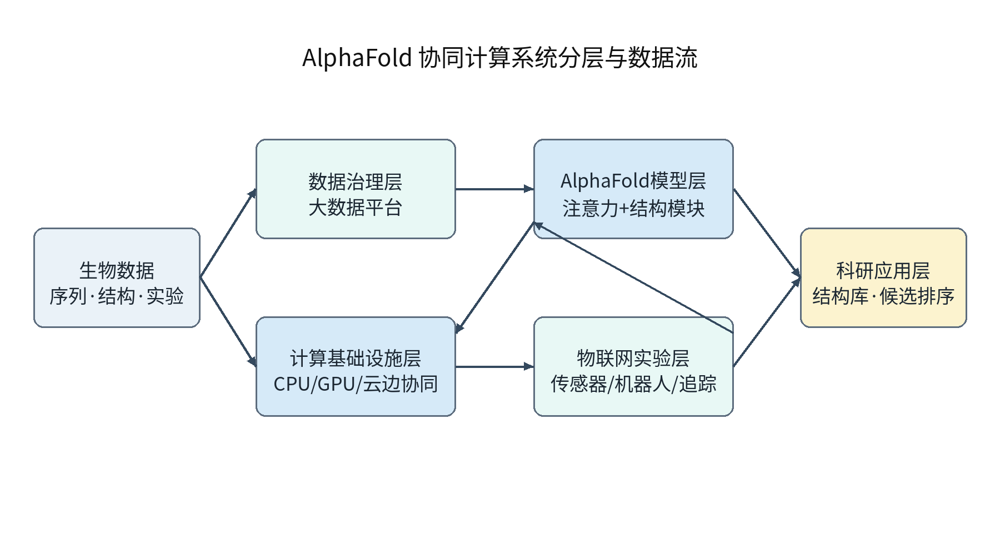 AlphaFold 协同计算系统分层与数据流
数据治理层
大数据平台
AlphaFold模型层
注意力+结构模块
生物数据
序列·结构·实验
科研应用层
结构库·候选排序
计算基础设施层
CPU/GPU/云边协同
物联网实验层
传感器/机器人/追踪